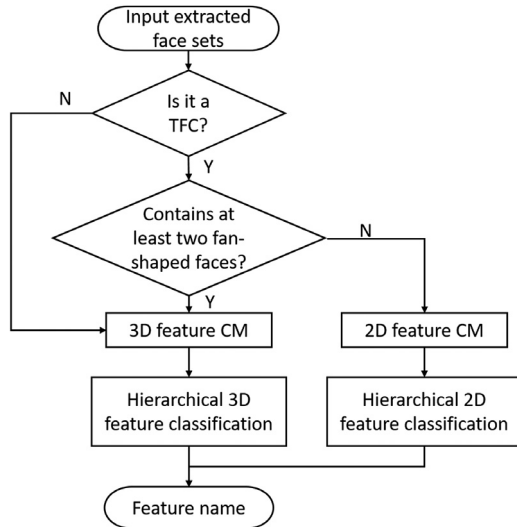 Input extracted
face sets
N
Is it a
TFC?
Y
Contains at
least two fan-
shaped faces?
N
Y
3D feature CM
2D feature CM
Hierarchical 3D
feature classification
Hierarchical 2D
feature classification
Feature name